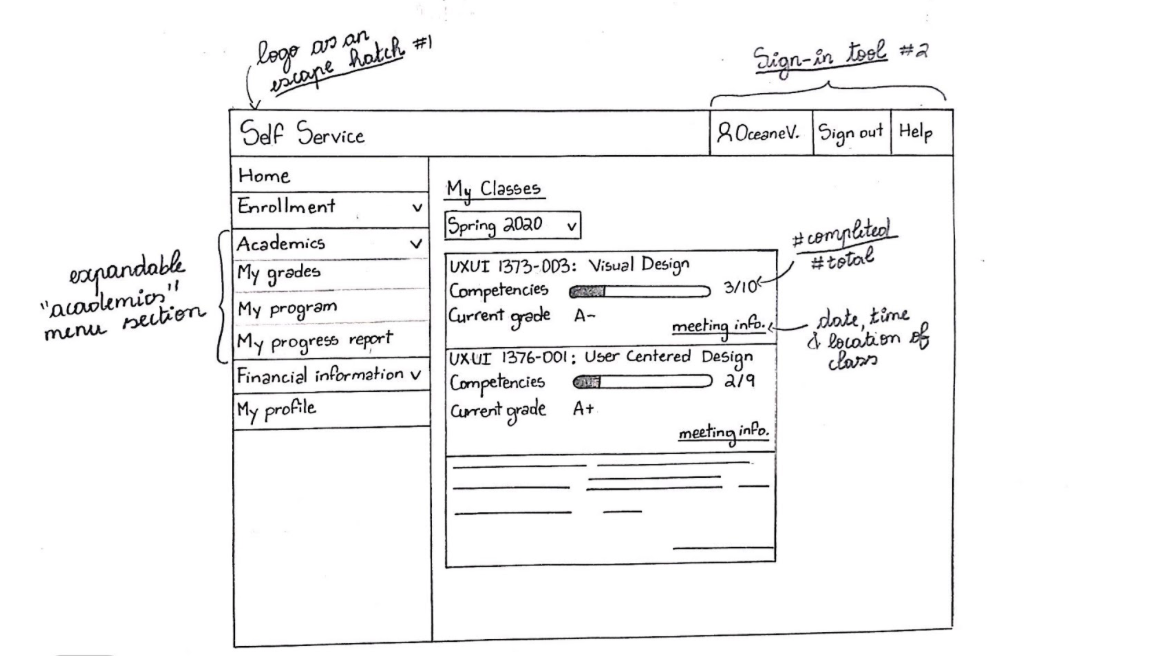 logo as an
escape hatch #1
Sign-in tool #2
Self Service
OceaneV.
Sign out
Help
Home
Enrollment
Academics
My grades
My program
My progress report
Financial information
My profile
expandable
"academics"
menu section
My Classes
Spring 2020
UXUI 1373-003: Visual Design
Competencies
3/10
Current grade A-
meeting info.
UXUI 1376-001: User Centered Design
Competencies
2/9
Current grade A+
meeting info.
#completed
#total
date, time
& location of
class